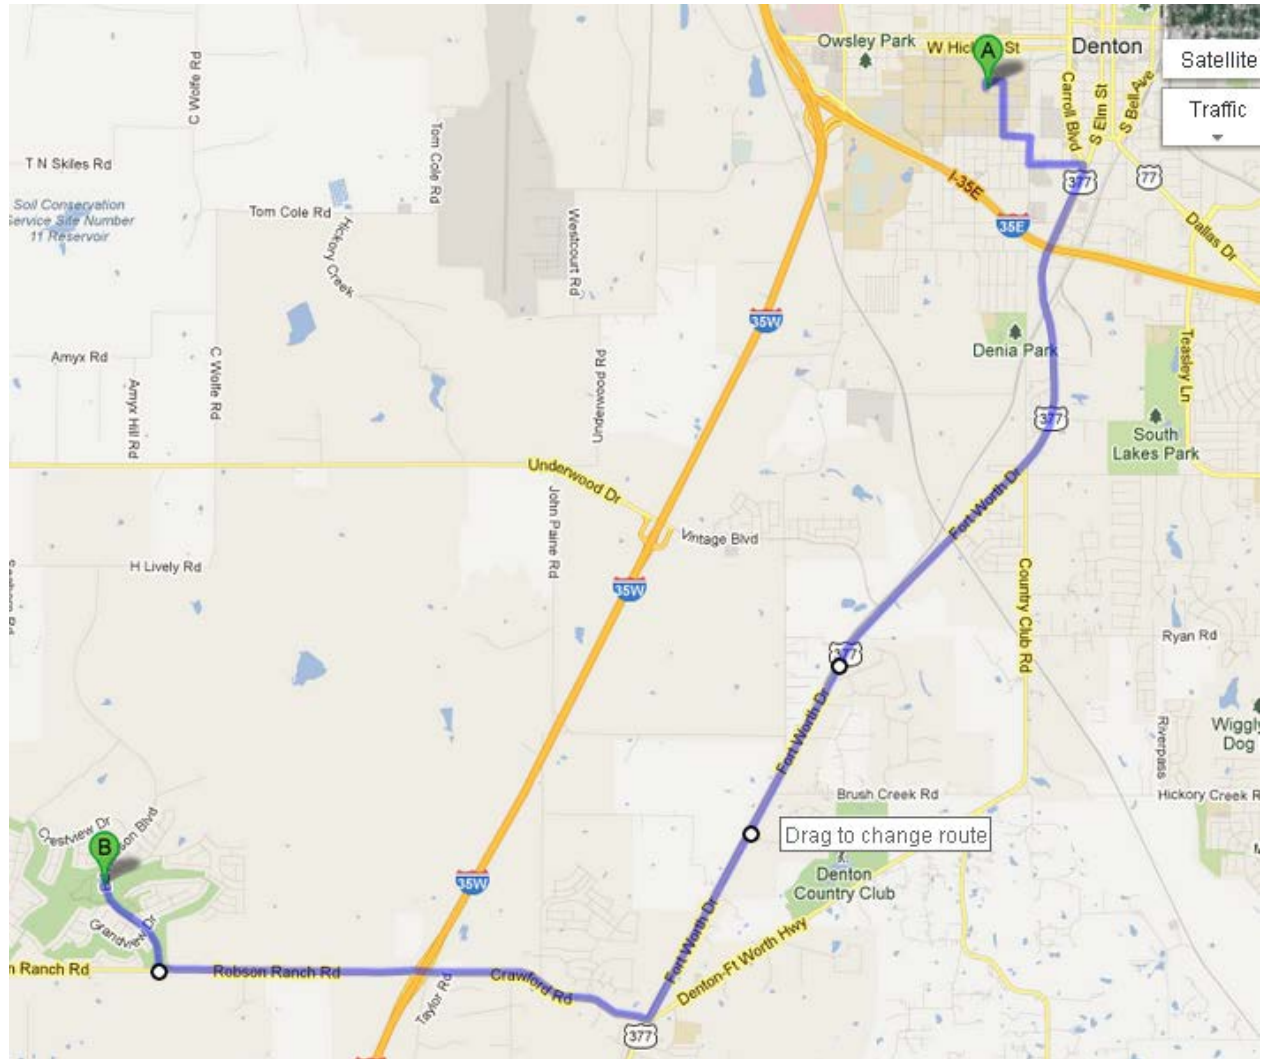 Owsley Park
W Hic
St
A
Denton
Satellite
Traffic
C Wolfe Rd
Tom Cole Rd
Carroll Blvd
S Elm St
S Bell Ave
T N Skiles Rd
I-35E
377
77
Soil Conservation
Service Site Number
11 Reservoir
Tom Cole Rd
Hickory Creek
Westcourt Rd
35E
Dallas Dr
35W
Denia Park
Teasley Ln
Amyx Rd
Amyx Hill Rd
C Wolfe Rd
Underwood Rd
377
South
Lakes Park
Underwood Dr
John Paine Rd
Vintage Blvd
Fort Worth Dr
H Lively Rd
35W
Country Club Rd
Ryan Rd
377
Fort Worth Dr
Riverpass
Wiggly
Dog
Brush Creek Rd
Hickory Creek R
Crestview Dr
son Blvd
B
Drag to change route
Denton
Country Club
35W
Grandview Dr
Fort Worth Dr
Denton-Ft Worth Hwy
n Ranch Rd
Robson Ranch Rd
Taylor Rd
Crawford Rd
377